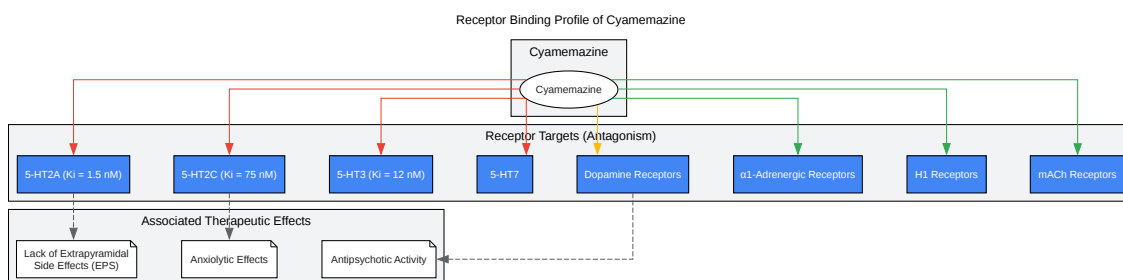 Receptor Binding Profile of Cyamemazine
Cyamemazine
Cyamemazine
Receptor Targets (Antagonism)
5-HT2A (Ki = 1.5 nM)
5-HT2C (Ki = 75 nM)
5-HT3 (Ki = 12 nM)
5-HT7
Dopamine Receptors
α1-Adrenergic Receptors
H1 Receptors
mACh Receptors
Associated Therapeutic Effects
Lack of Extrapyramidal
Side Effects (EPS)
Anxiolytic Effects
Antipsychotic Activity